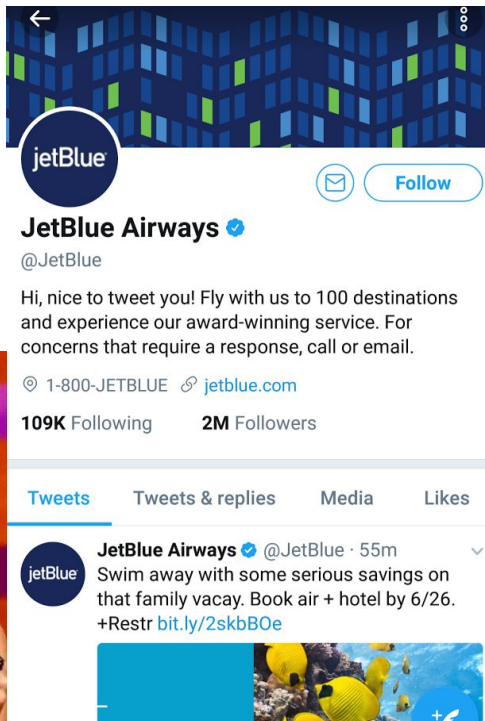 jetBlue
Follow
JetBlue Airways
@JetBlue
Hi, nice to tweet you! Fly with us to 100 destinations
and experience our award-winning service. For
concerns that require a response, call or email.
1-800-JETBLUE jetblue.com
109K Following 2M Followers
Tweets Tweets & replies Media Likes
JetBlue Airways @JetBlue · 55m
jetBlue
Swim away with some serious savings on
that family vacay. Book air + hotel by 6/26.
+Restr bit.ly/2skbBOe